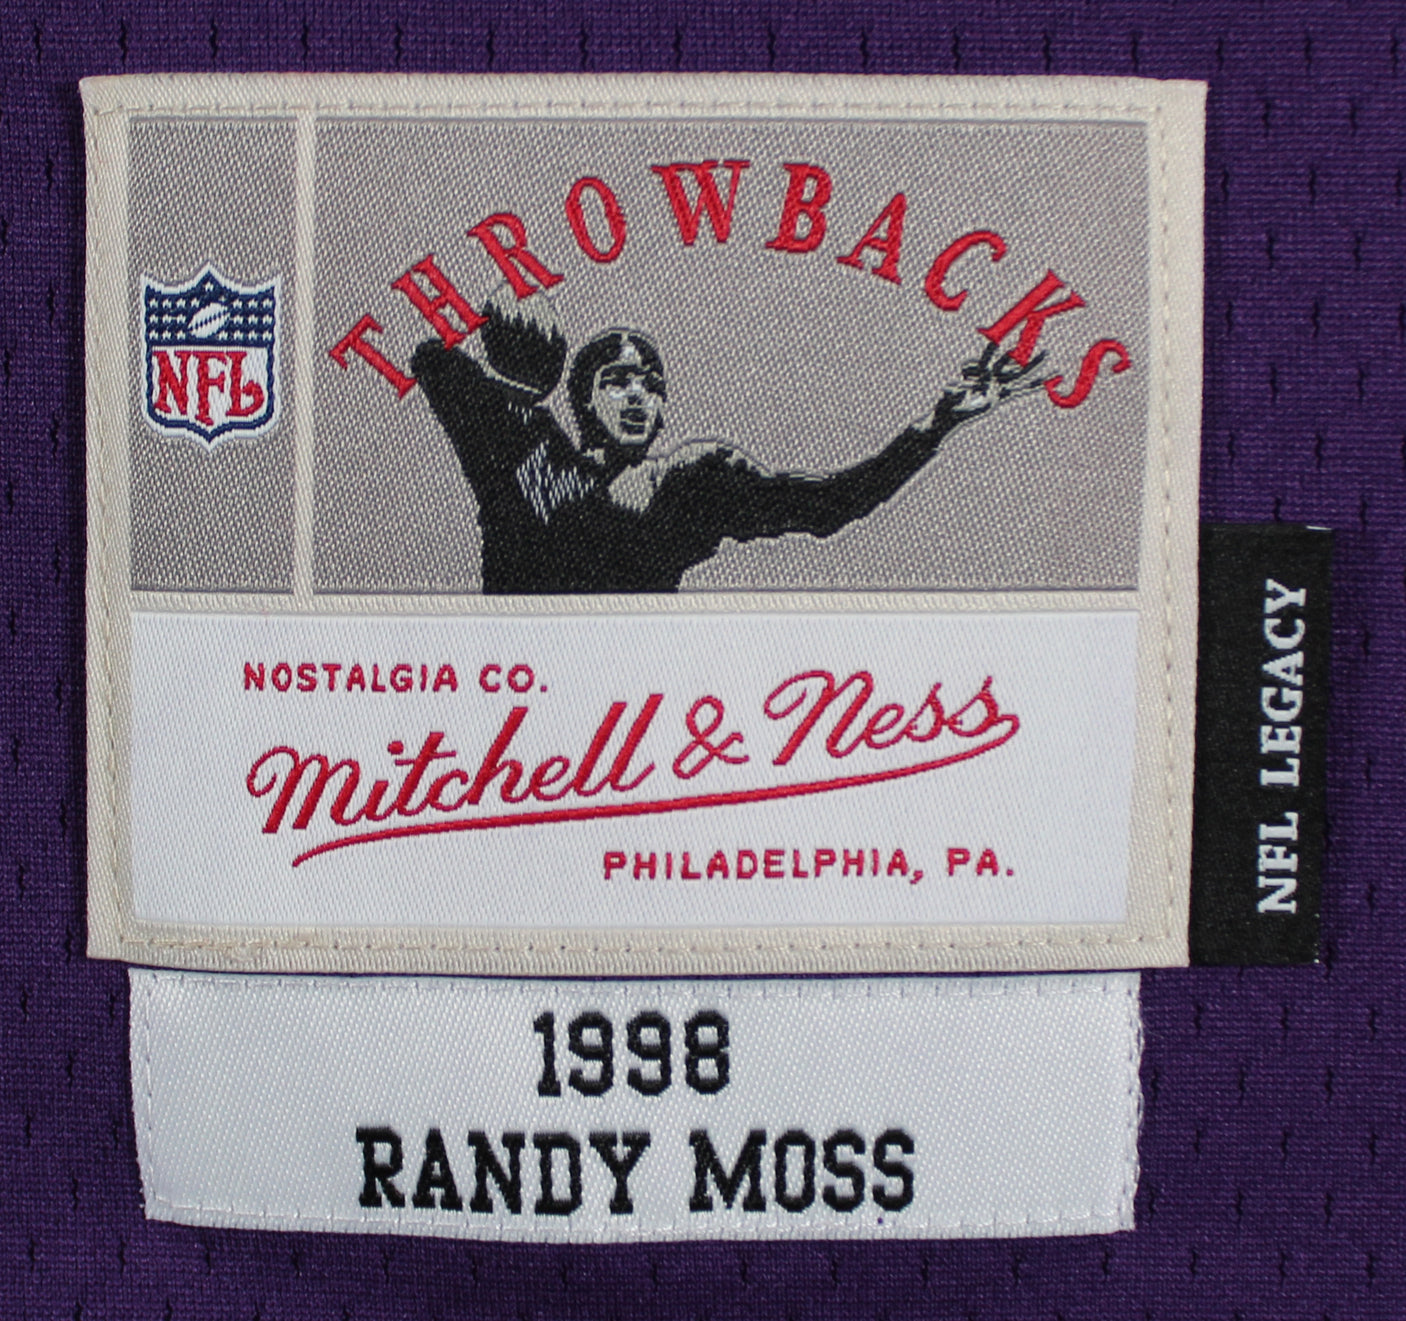 THROWBACKS
NFL
NOSTALGIA CO.
Mitchell & Ness
PHILADELPHIA, PA.
NFL LEGACY
1998
RANDY MOSS